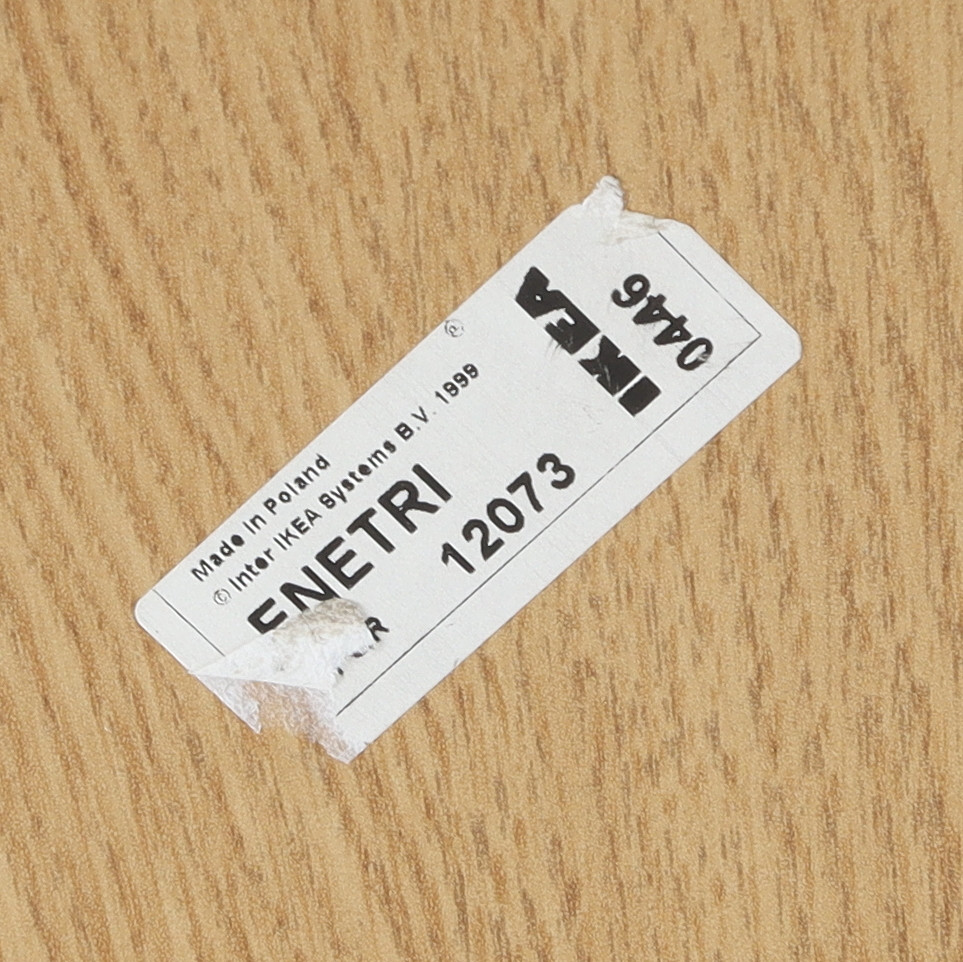 Made in Poland
© Inter IKEA Systems B.V. 1999
ENETRI
12073
IKEA
®
0446